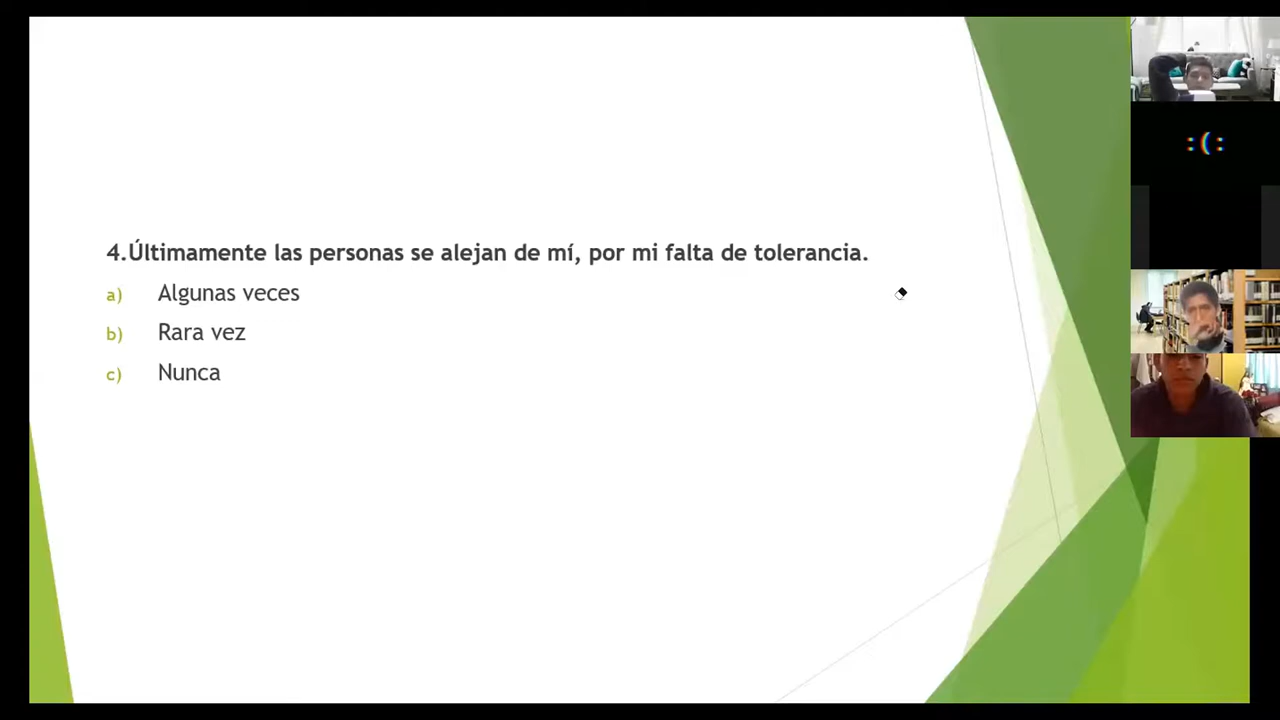 4.Últimamente las personas se alejan de mí, por mi falta de tolerancia.
a) Algunas veces
b) Rara vez
c) Nunca
:(: